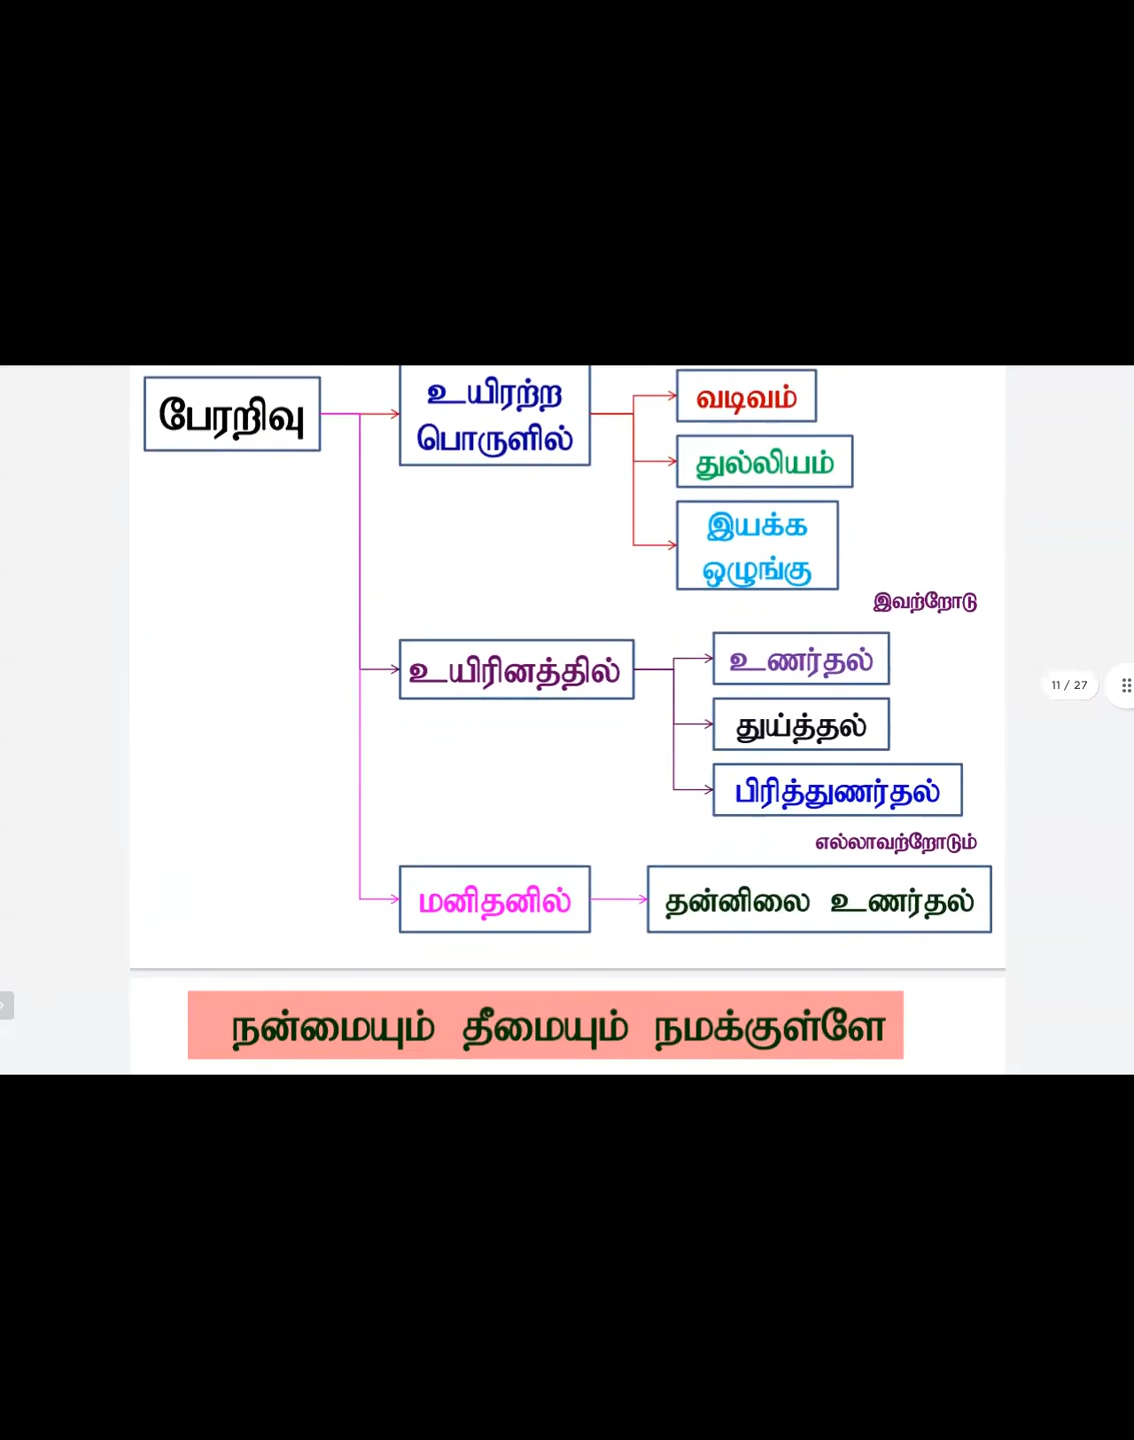 பேரறிவு
உயிரற்ற
பொருளில்
வடிவம்
துல்லியம்
இயக்க
ஒழுங்கு
இவற்றோடு
உயிரினத்தில்
உணர்தல்
துய்த்தல்
பிரித்துணர்தல்
எல்லாவற்றோடும்
மனிதனில்
தன்னிலை உணர்தல்
நன்மையும் தீமையும் நமக்குள்ளே
11 / 27